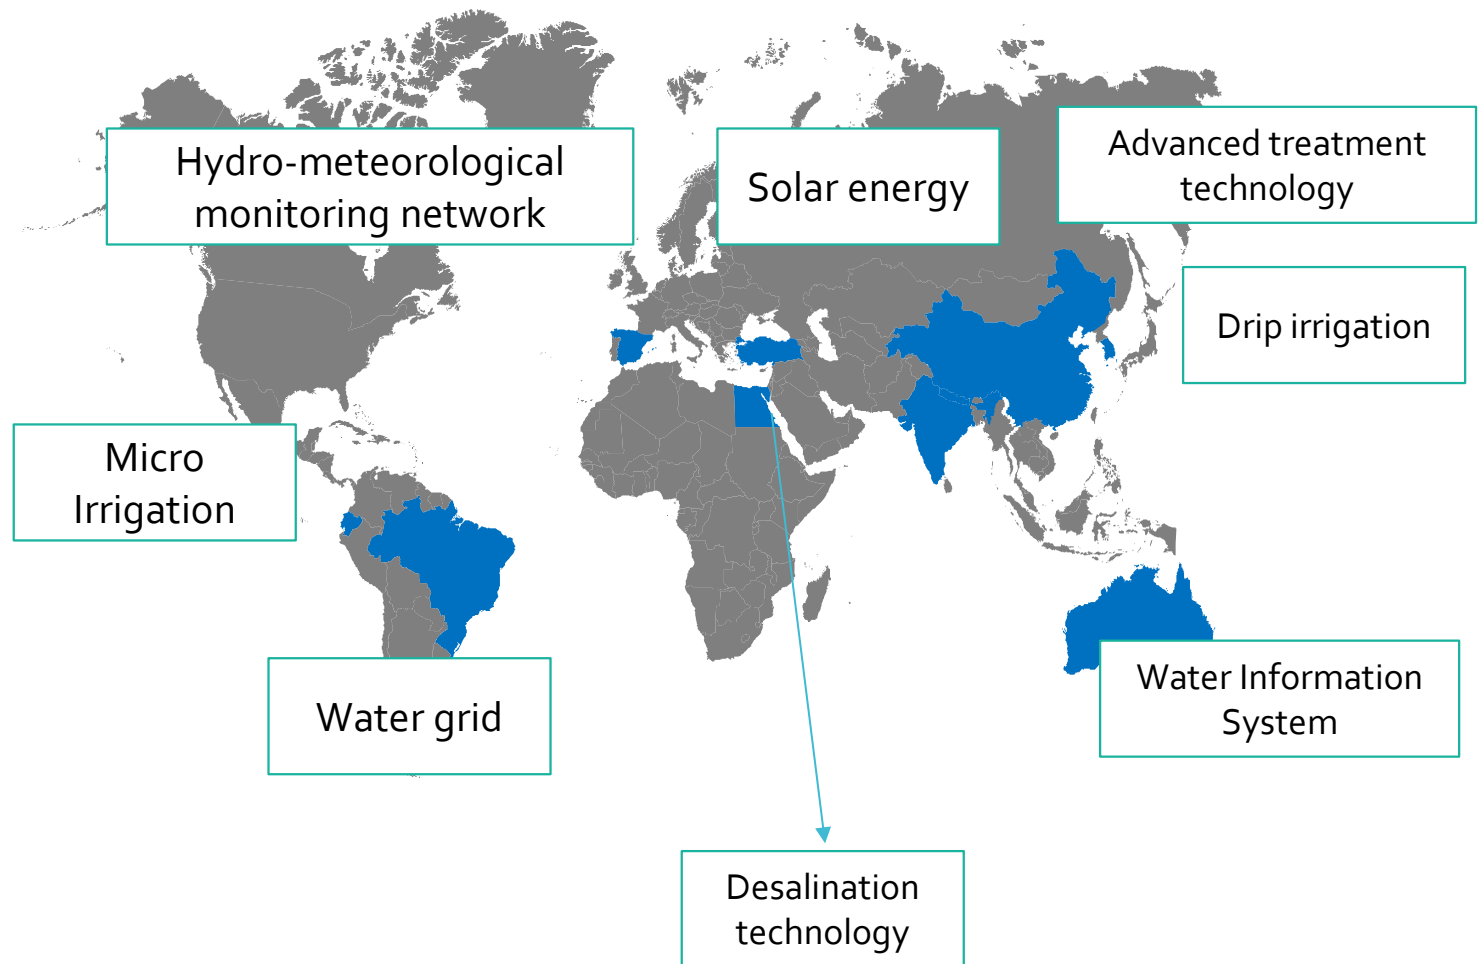 Hydro-meteorological
monitoring network
Solar energy
Advanced treatment
technology
Drip irrigation
Micro
Irrigation
Water grid
Water Information
System
Desalination
technology